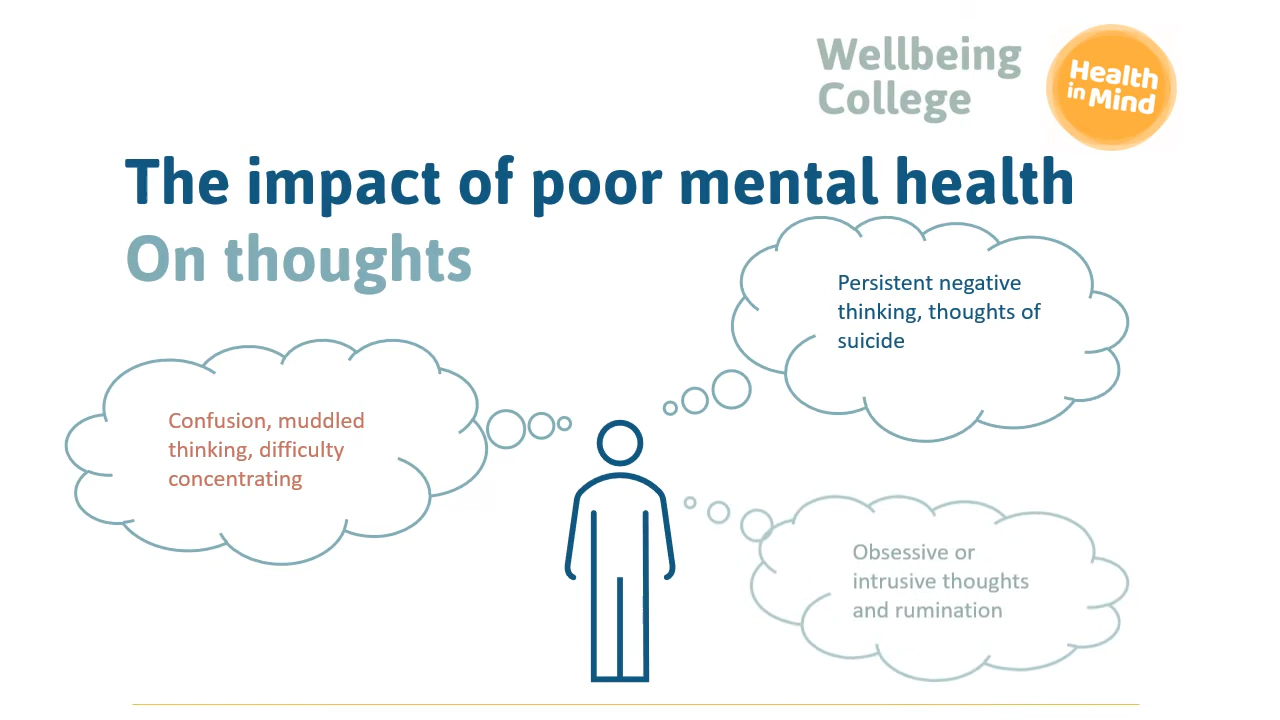 Wellbeing
College
Health
in Mind
The impact of poor mental health
On thoughts
Persistent negative
thinking, thoughts of
suicide
Confusion, muddled
thinking, difficulty
concentrating
Obsessive or
intrusive thoughts
and rumination